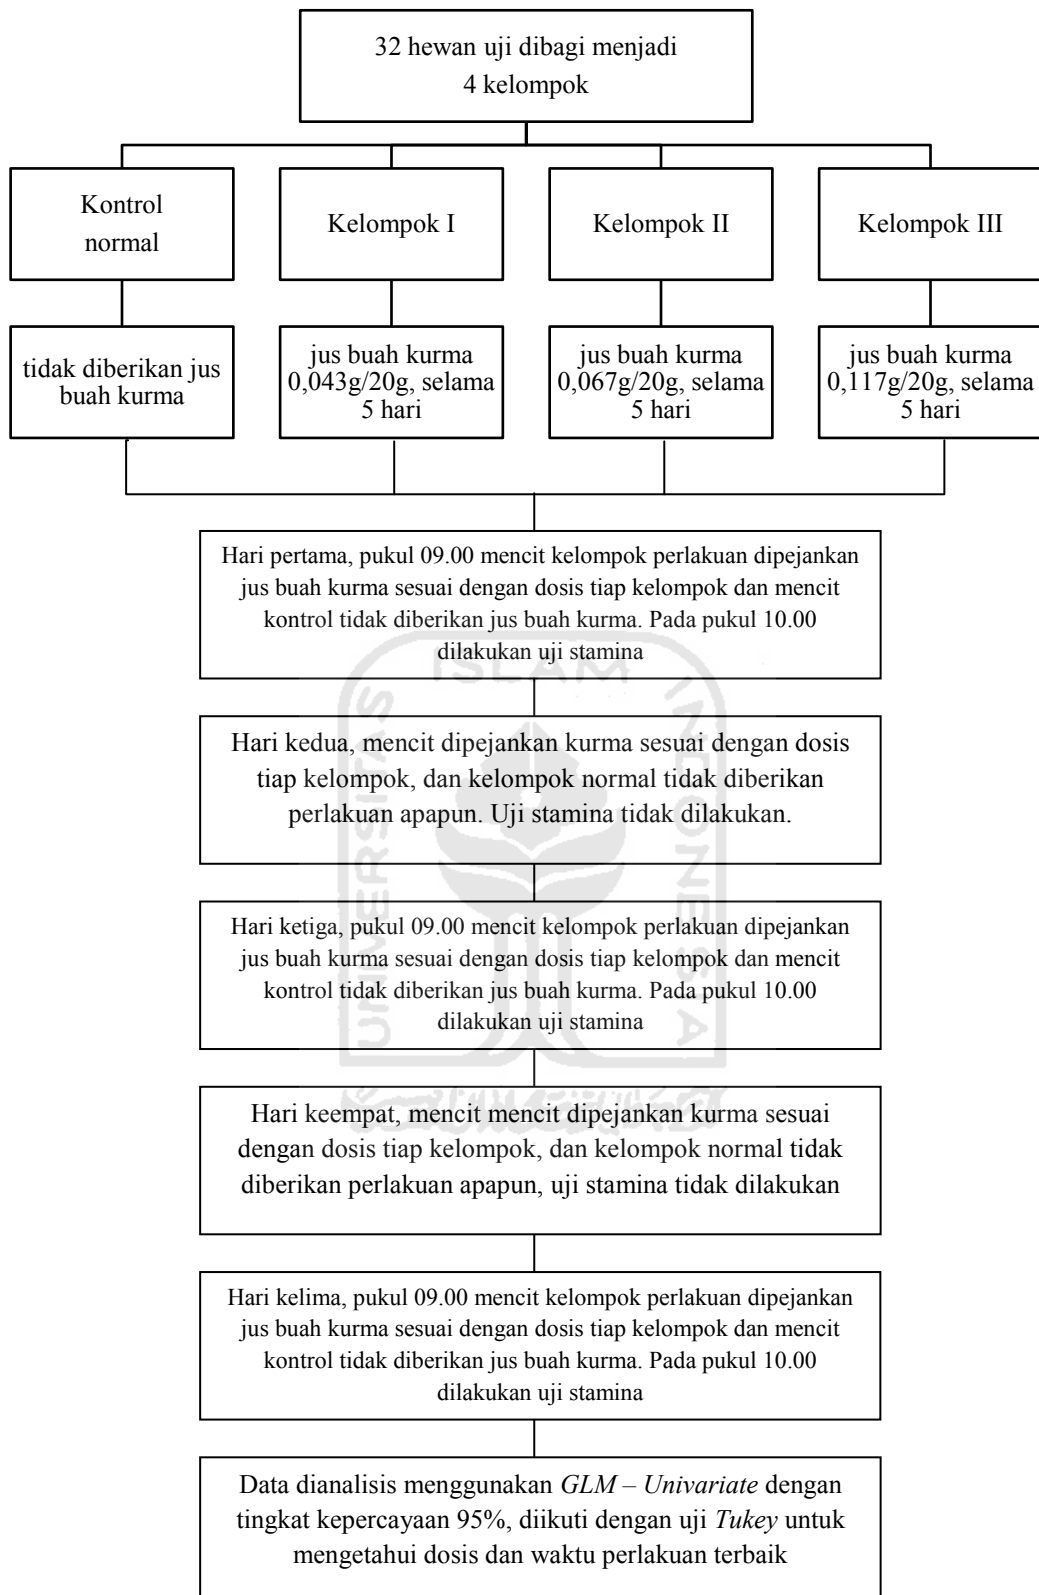 32 hewan uji dibagi menjadi
4 kelompok
Kontrol
normal
Kelompok I
Kelompok II
Kelompok III
tidak diberikan jus
buah kurma
jus buah kurma
0,043g/20g, selama
5 hari
jus buah kurma
0,067g/20g, selama
5 hari
jus buah kurma
0,117g/20g, selama
5 hari
Hari pertama, pukul 09.00 mencit kelompok perlakuan dipejankan
jus buah kurma sesuai dengan dosis tiap kelompok dan mencit
kontrol tidak diberikan jus buah kurma. Pada pukul 10.00
dilakukan uji stamina
Hari kedua, mencit dipejankan kurma sesuai dengan dosis
tiap kelompok, dan kelompok normal tidak diberikan
perlakuan apapun. Uji stamina tidak dilakukan.
Hari ketiga, pukul 09.00 mencit kelompok perlakuan dipejankan
jus buah kurma sesuai dengan dosis tiap kelompok dan mencit
kontrol tidak diberikan jus buah kurma. Pada pukul 10.00
dilakukan uji stamina
Hari keempat, mencit mencit dipejankan kurma sesuai
dengan dosis tiap kelompok, dan kelompok normal tidak
diberikan perlakuan apapun, uji stamina tidak dilakukan
Hari kelima, pukul 09.00 mencit kelompok perlakuan dipejankan
jus buah kurma sesuai dengan dosis tiap kelompok dan mencit
kontrol tidak diberikan jus buah kurma. Pada pukul 10.00
dilakukan uji stamina
Data dianalisis menggunakan GLM – Univariate dengan
tingkat kepercayaan 95%, diikuti dengan uji Tukey untuk
mengetahui dosis dan waktu perlakuan terbaik
UNIVERSITAS
ISLAM
INDONESIA